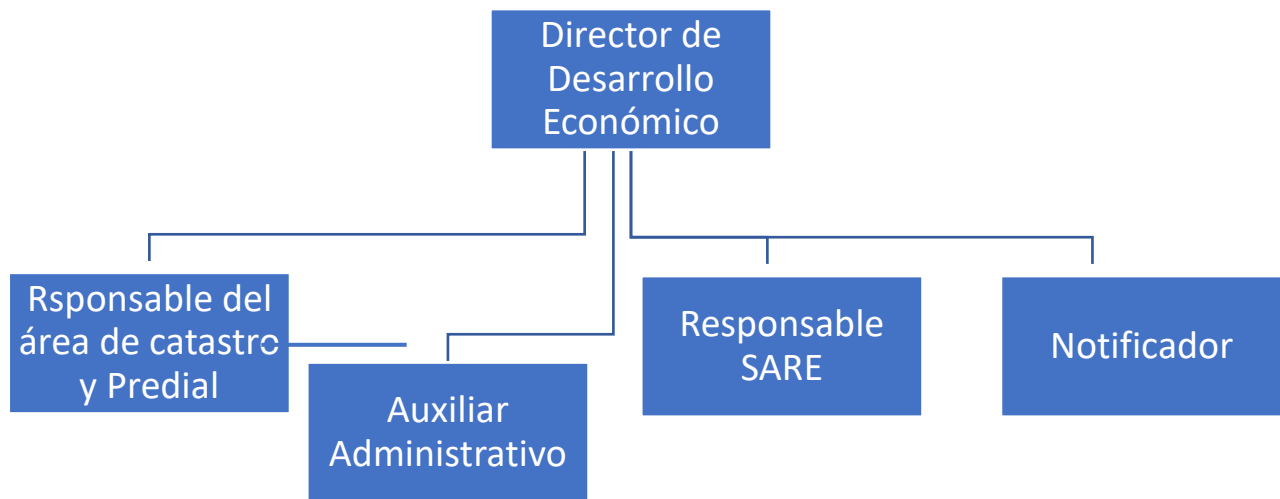 Director de
Desarrollo
Económico
Rsponsable del
área de catastro
y Predial
Auxiliar
Administrativo
Responsable
SARE
Notificador